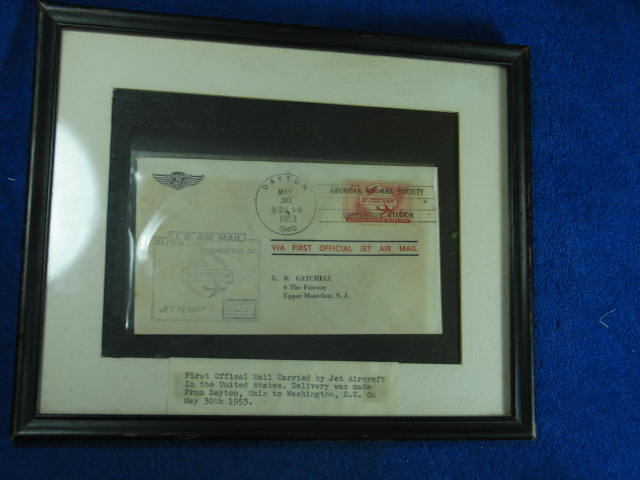 DAYTON
MAY
30
1953
OHIO
AMERICAN AIR MAIL SOCIETY
CONVENTION STATION
VIA FIRST OFFICIAL JET AIR MAIL
U.S. AIR MAIL
DAYTON,
WASHINGTON, D.C.
JET FLIGHT
L. B. GATCHELL
6 The Fairway
Upper Montclair, N. J.
First Offical Mail Carried by Jet Aircraft
In the United States. Delivery was made
From Dayton, Ohio to Washington, D.C. On
May 30th 1953.